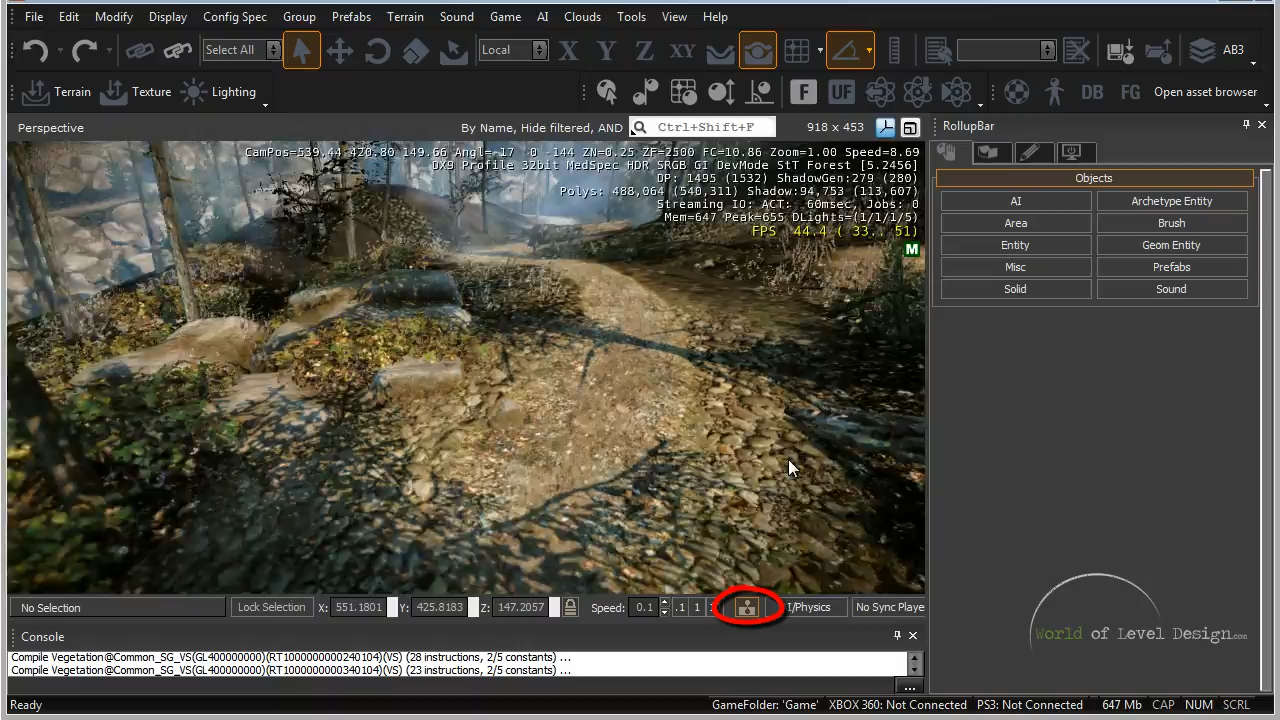 File Edit Modify Display Config Spec Group Prefabs Terrain Sound Game AI Clouds Tools View Help
Select All Local X Y Z XY AB3
Terrain Texture Lighting F UF DB FG Open asset browser
Perspective By Name, Hide filtered, AND Ctrl+Shift+F 918 x 453 RollupBar
CamPos=539.44 420.80 149.66 Angl=-17 0 -144 ZN=0.25 ZF=2500 FC=10.86 Zoom=1.00 Speed=8.69
DX9 Profile 32bit MedSpec HDR SRGB GI DevMode StT Forest [5.2456]
DP: 1495 (1532) ShadowGen:279 (280)
Polys: 488,064 (540,311) Shadow:94,753 (113,607)
Streaming IO: ACT: 60msec, Jobs: 0
Mem=647 Peak=655 DLights=(1/1/1/5)
FPS 44.4 ( 33.. 51)
M
Objects
AI Archetype Entity
Area Brush
Entity Geom Entity
Misc Prefabs
Solid Sound
No Selection Lock Selection X: 551.1801 Y: 425.8183 Z: 147.2057 Speed: 0.1 .1 1 I/Physics No Sync Playe
World of Level Design.com
Console
Compile Vegetation@Common_SG_VS(GL400000000)(RT1000000000240104)(VS) (28 instructions, 2/5 constants) ...
Compile Vegetation@Common_SG_VS(GL400000000)(RT1000000000340104)(VS) (23 instructions, 2/5 constants) ...
...
Ready GameFolder: 'Game' XBOX 360: Not Connected PS3: Not Connected 647 Mb CAP NUM SCRL